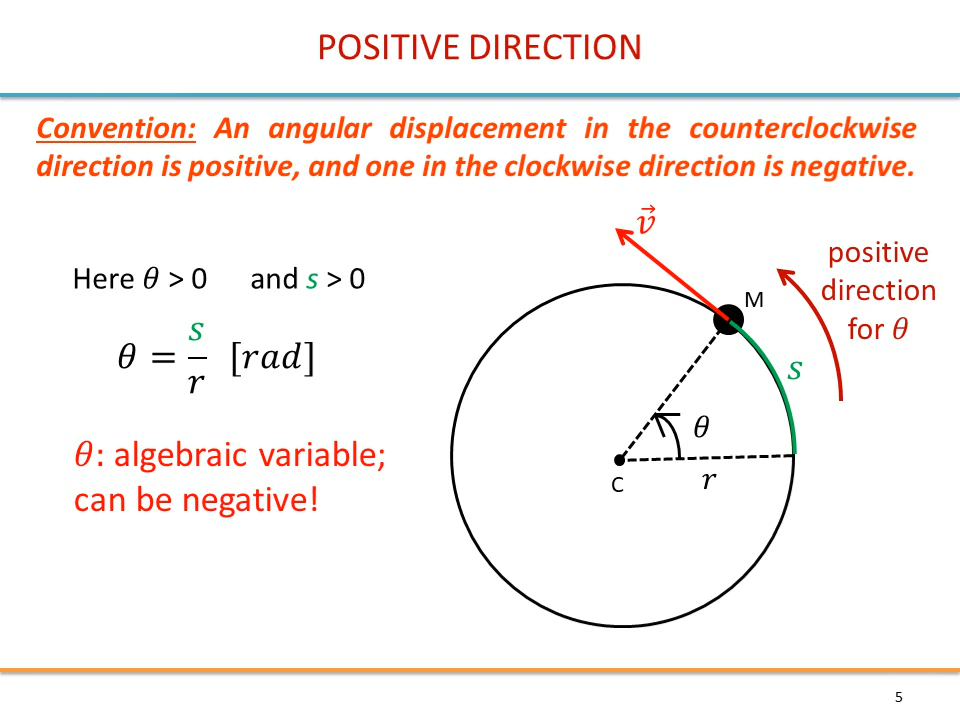 POSITIVE DIRECTION
Convention: An angular displacement in the counterclockwise
direction is positive, and one in the clockwise direction is negative.
Here 𝜃 > 0 and s > 0
𝜃 = s/r [rad]
𝜃: algebraic variable;
can be negative!
v⃗
positive
direction
for 𝜃
M
s
𝜃
C
r
5